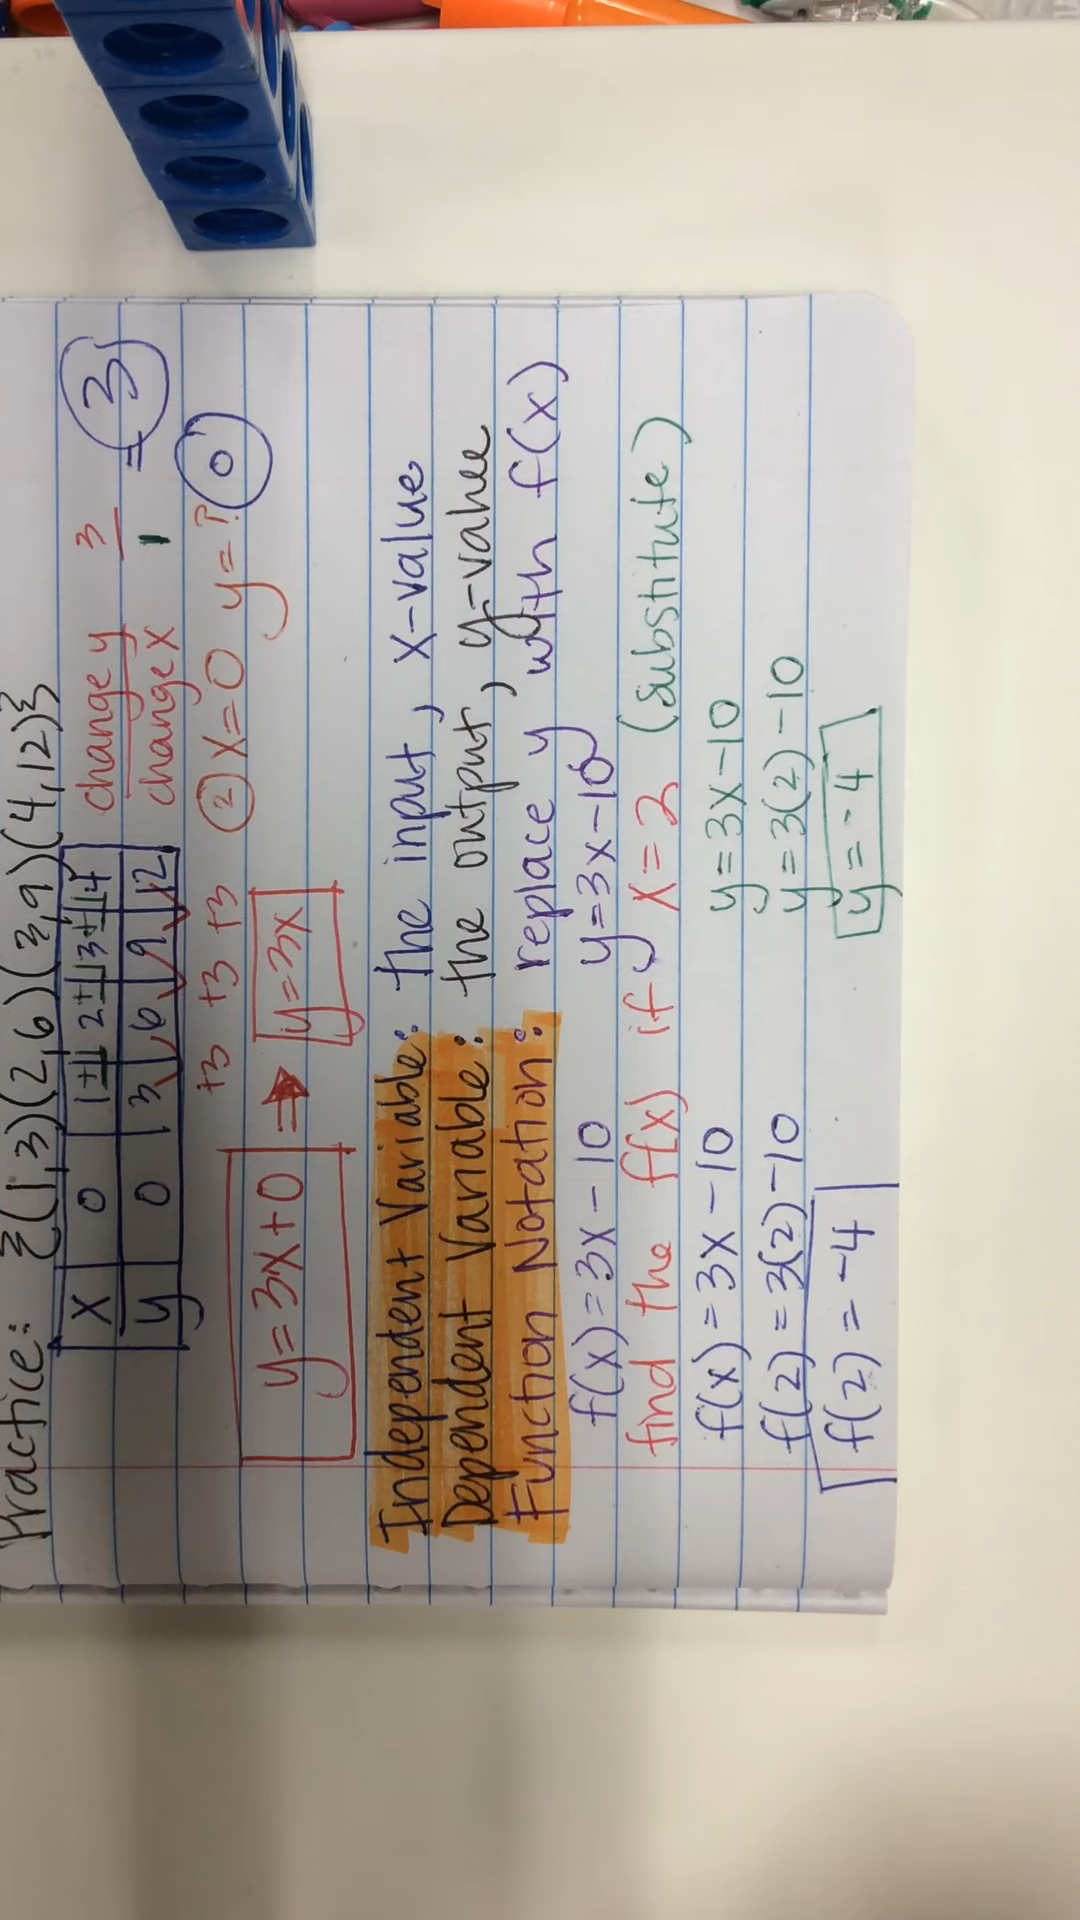 Practice: {(1,3)(2,6)(3,9)(4,12)}
x 0 1 +1 2 +1 3 +1 4
y 0 3 6 9 12
change y / change x 3/1 = 3
+3 +3 +3
② x=0 y=? 0
y=3x+0 ⇒ y=3x
Independent Variable: the input, x-value
Dependent Variable: the output, y-value
Function Notation: replace y with f(x)
f(x)=3x-10 y=3x-10
find the f(x) if x=2 (substitute)
f(x)=3x-10 y=3x-10
f(2)=3(2)-10 y=3(2)-10
f(2)=-4 y=-4